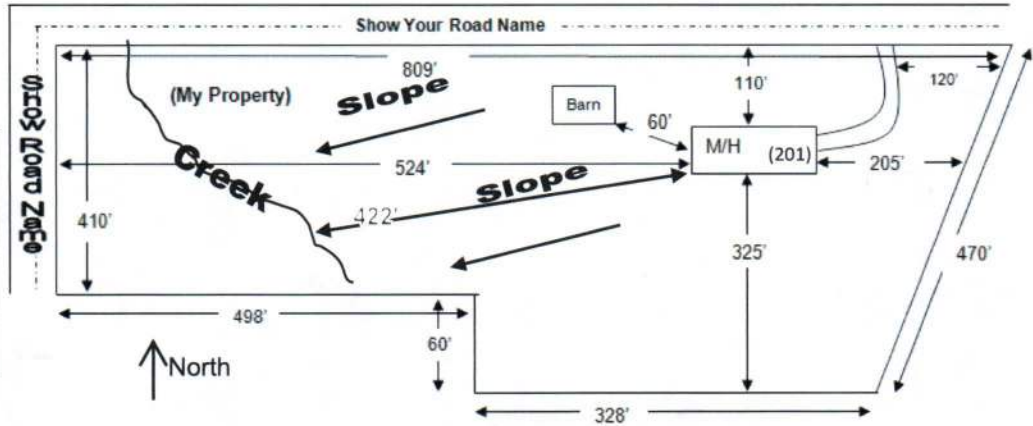 Show Your Road Name
Show Road Name
809'
110'
120'
(My Property)
Slope
Barn
60'
M/H
(201)
Creek
524'
Slope
205'
422'
410'
325'
470'
498'
60'
North
328'